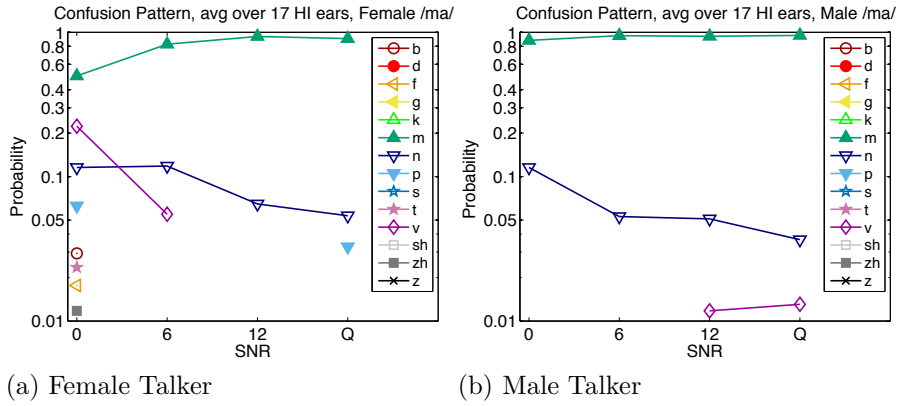 Confusion Pattern, avg over 17 HI ears, Female /ma/
1
0.8
0.6
0.4
0.3
0.2
0.1
0.05
0.01
Probability
0 6 12 Q
SNR
b
d
f
g
k
m
n
p
s
t
v
sh
zh
z
(a) Female Talker
Confusion Pattern, avg over 17 HI ears, Male /ma/
1
0.8
0.6
0.4
0.3
0.2
0.1
0.05
0.01
Probability
0 6 12 Q
SNR
b
d
f
g
k
m
n
p
s
t
v
sh
zh
z
(b) Male Talker